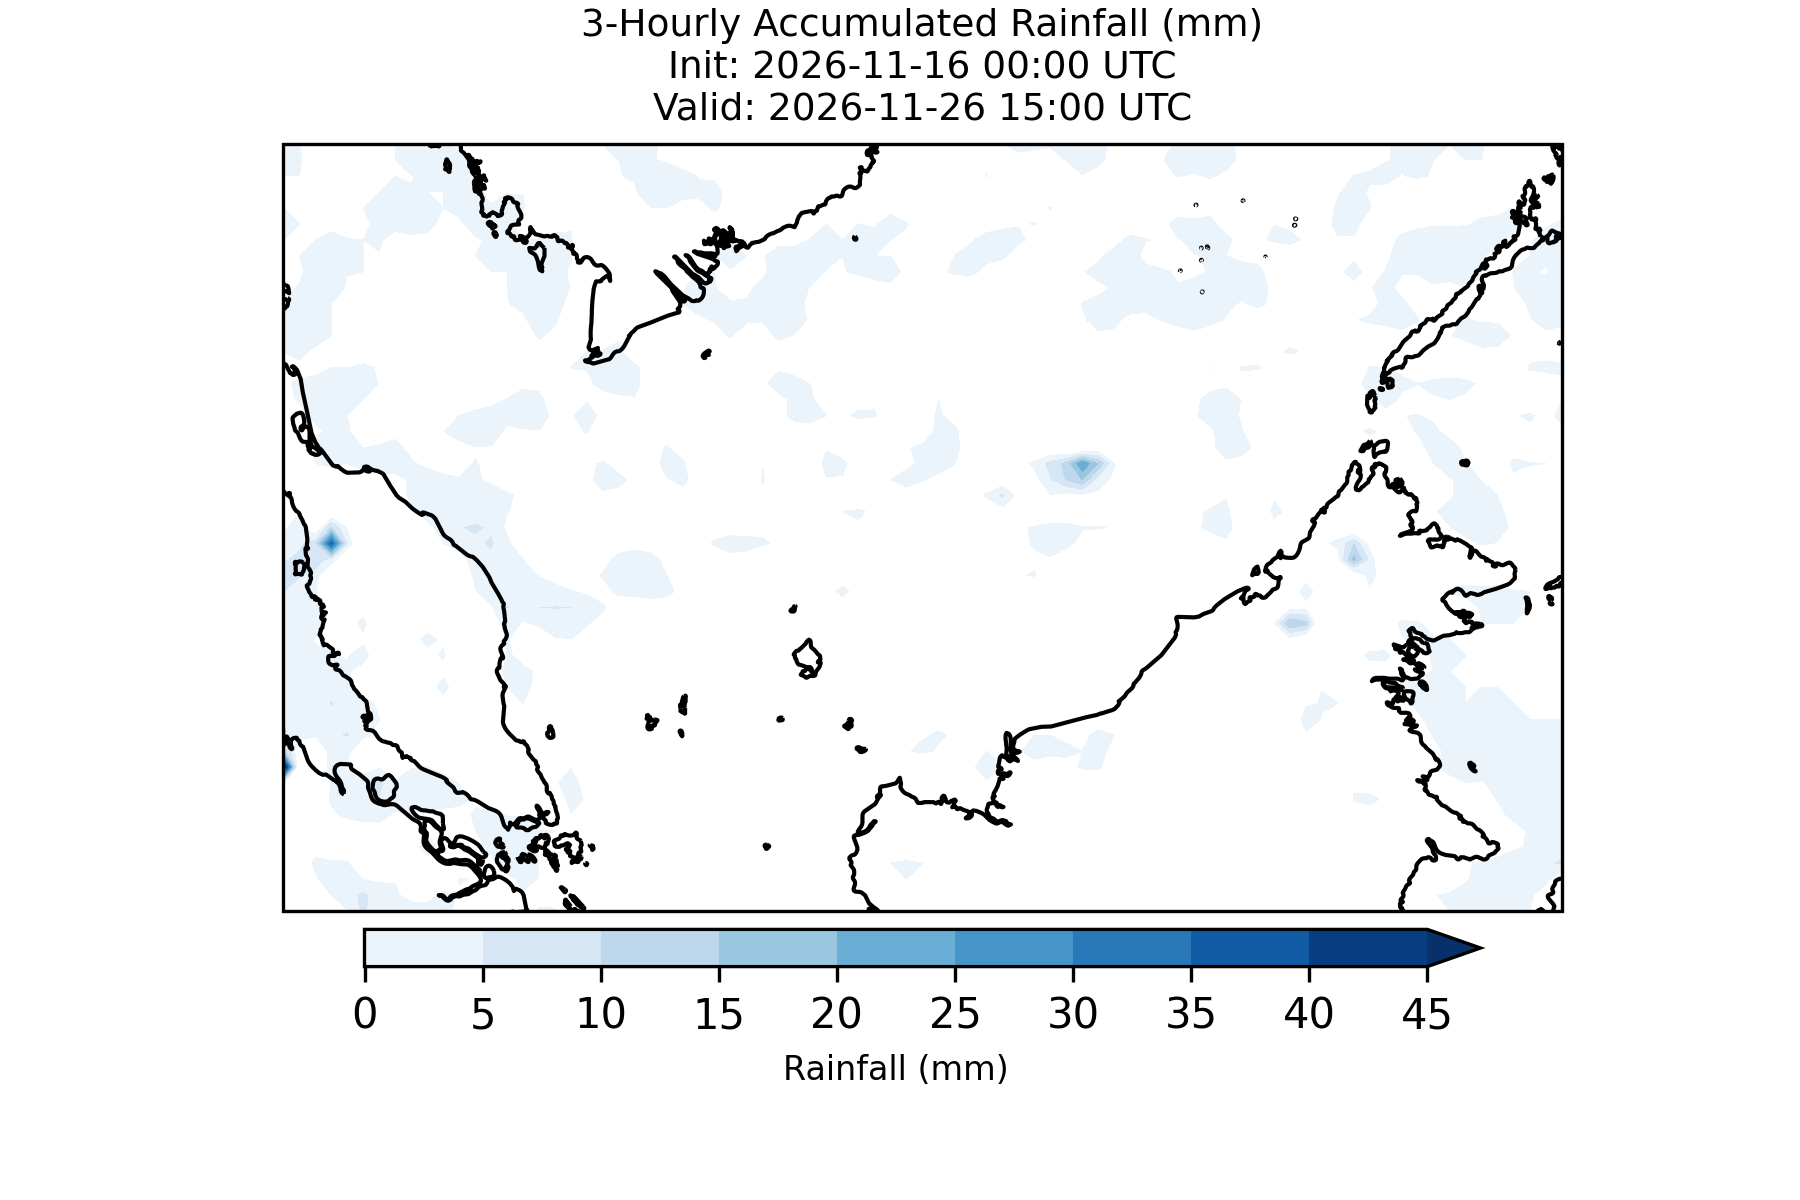 3-Hourly Accumulated Rainfall (mm)
Init: 2026-11-16 00:00 UTC
Valid: 2026-11-26 15:00 UTC
0 5 10 15 20 25 30 35 40 45
Rainfall (mm)